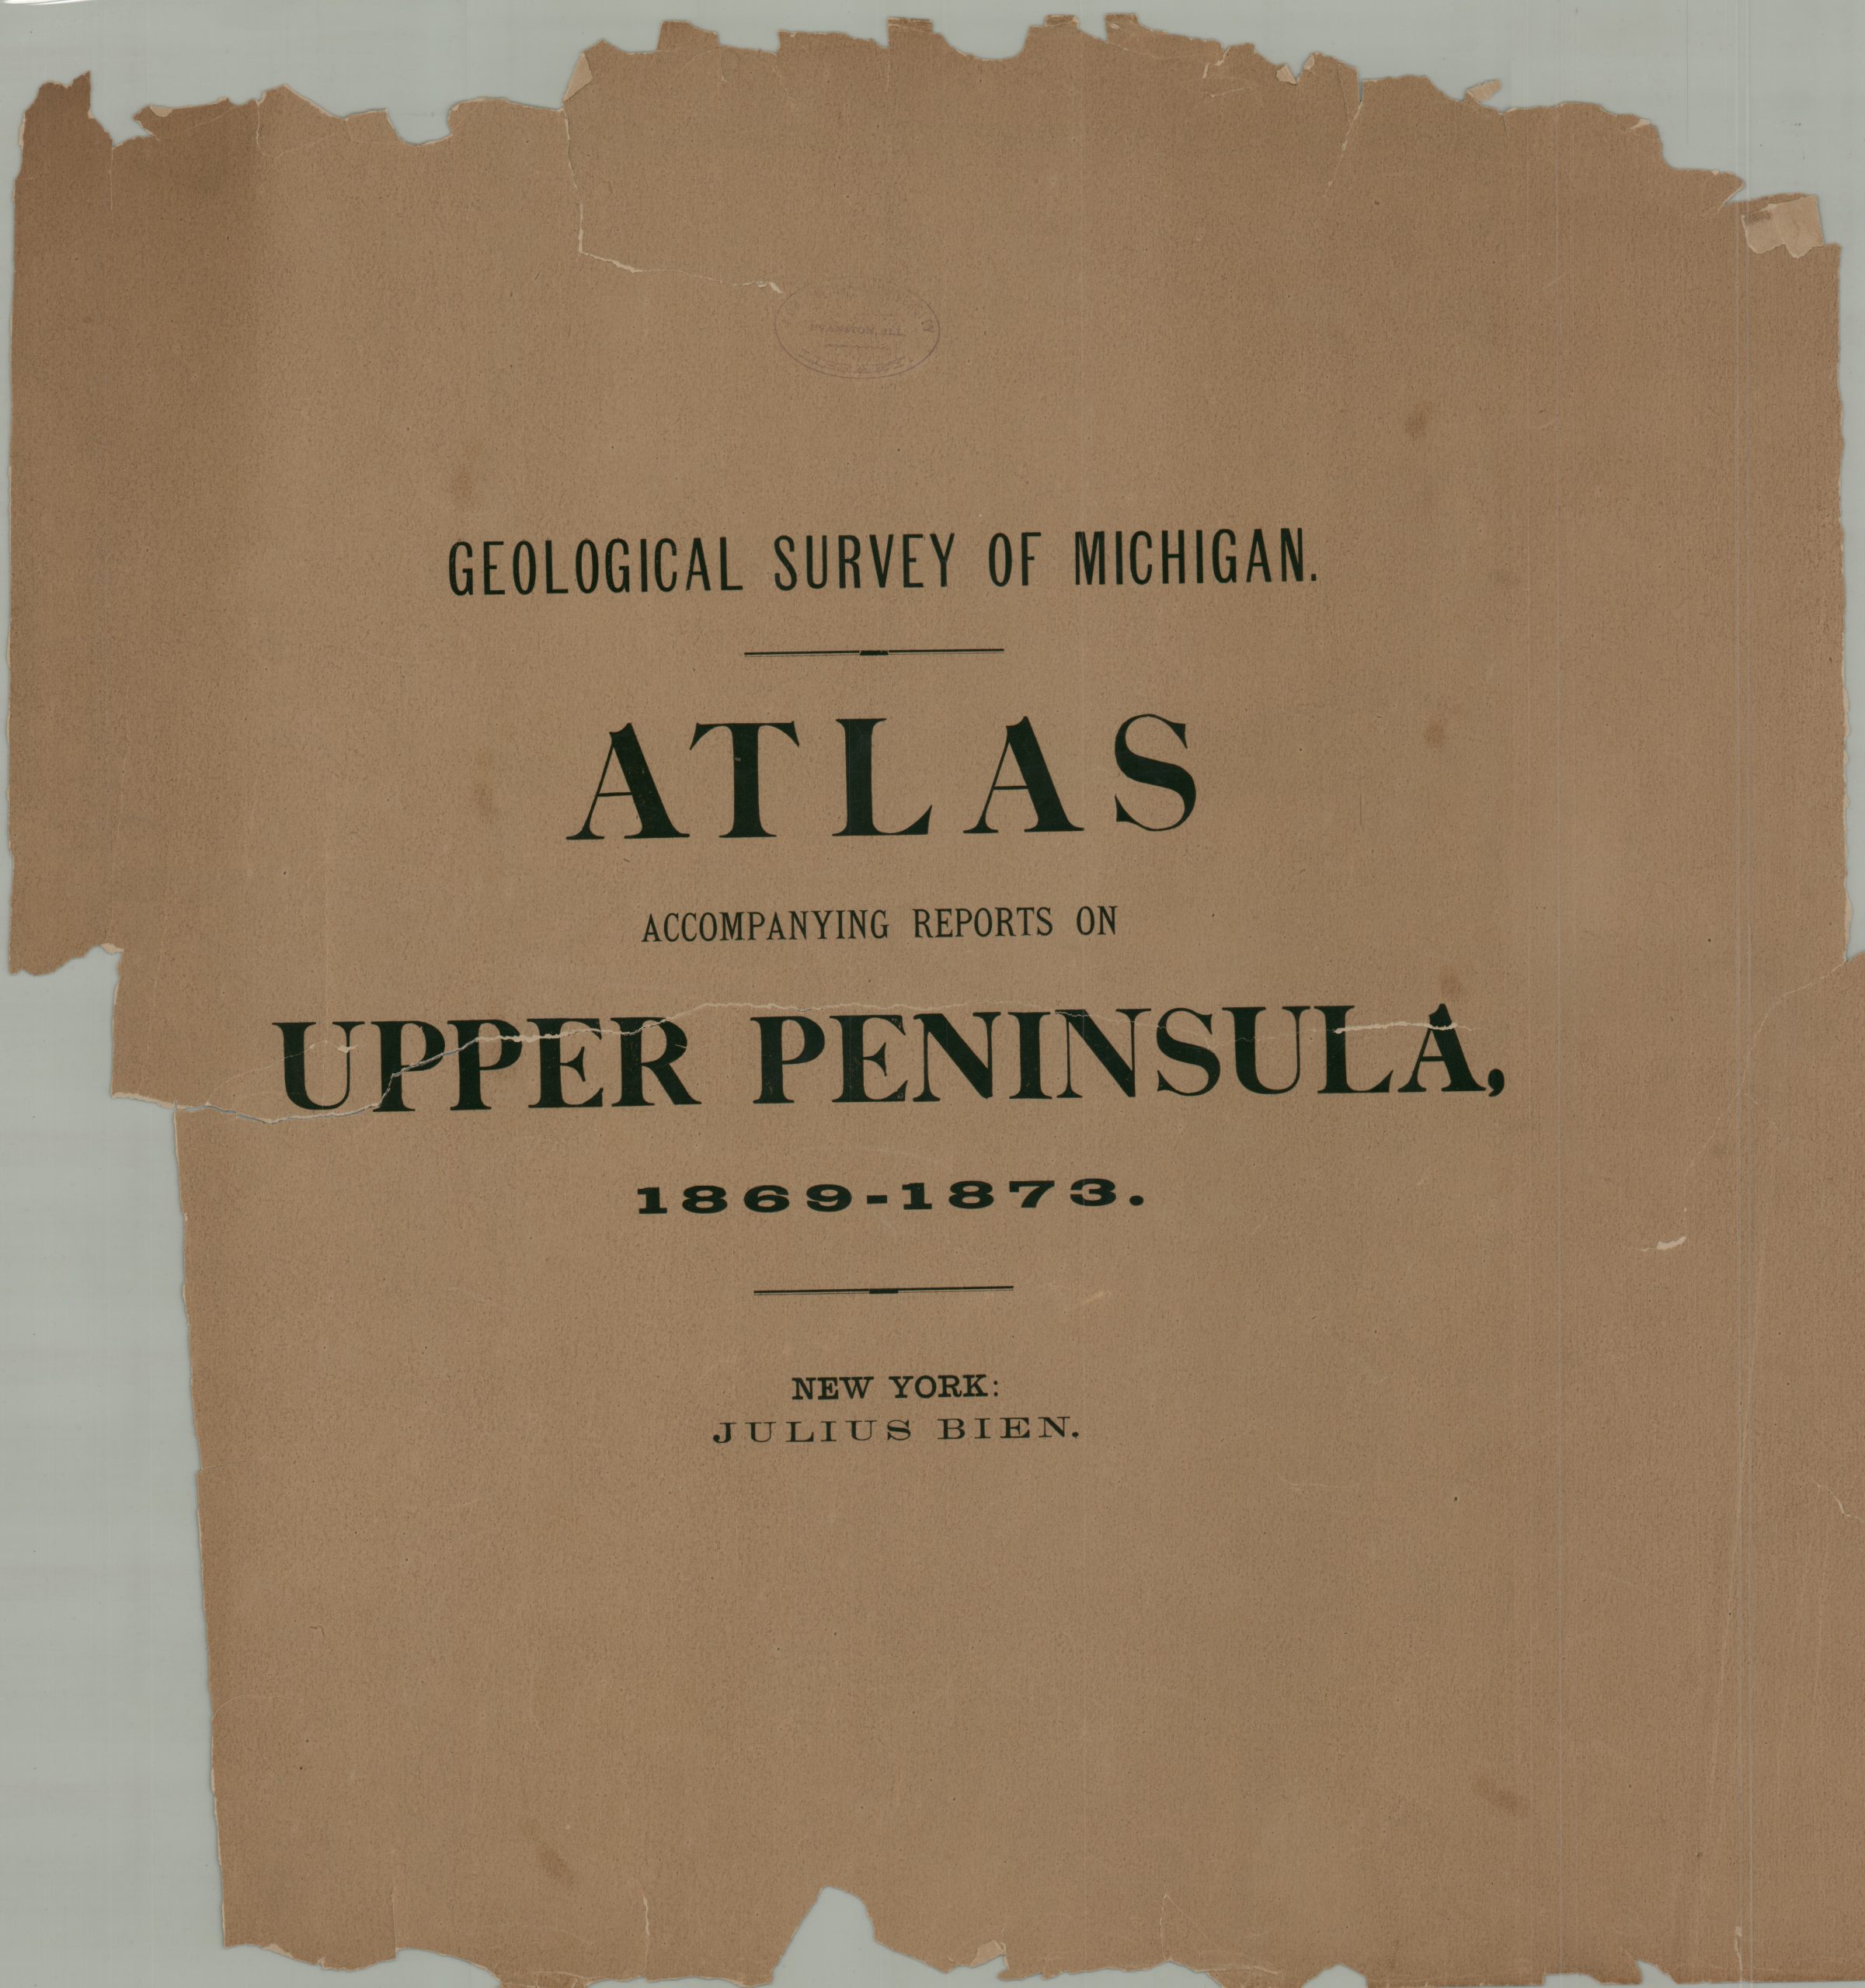 GEOLOGICAL SURVEY OF MICHIGAN.
ATLAS
ACCOMPANYING REPORTS ON
UPPER PENINSULA,
1869-1873.
NEW YORK:
JULIUS BIEN.